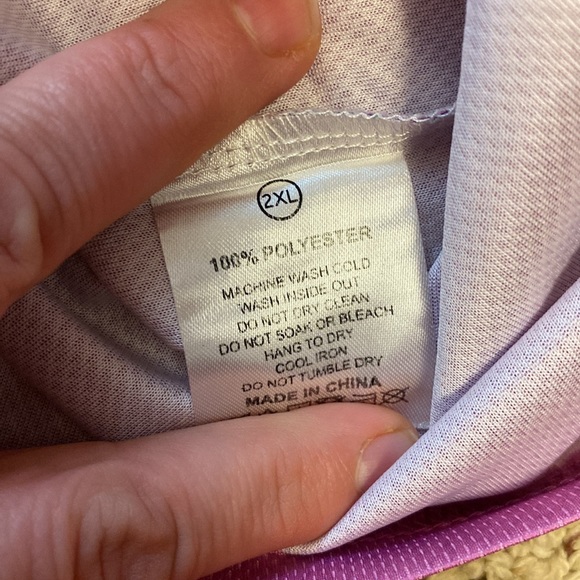 2XL
100% POLYESTER
MACHINE WASH COLD
WASH INSIDE OUT
DO NOT DRY CLEAN
DO NOT SOAK OR BLEACH
HANG TO DRY
COOL IRON
DO NOT TUMBLE DRY
MADE IN CHINA